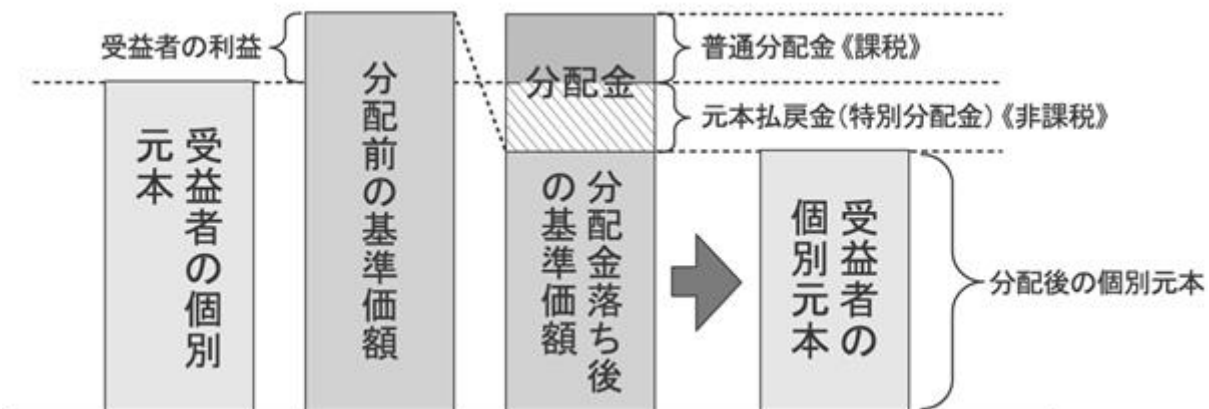 受益者の利益
受益者の個別
元本
分配前の基準価額
分配金
分配金落ち後
の基準価額
普通分配金《課税》
元本払戻金(特別分配金)《非課税》
受益者の
個別元本
分配後の個別元本